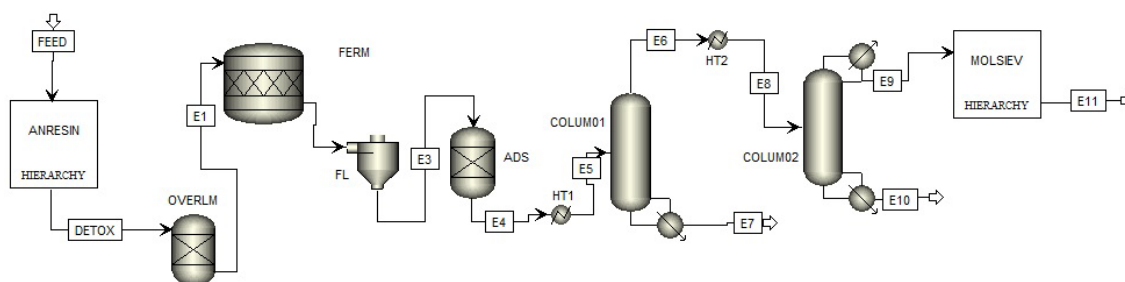 FEED
ANRESIN
HIERARCHY
DETOX
OVERLM
E1
FERM
FL
E3
ADS
E4
HT1
E5
COLUM01
E6
E7
HT2
E8
COLUM02
E9
E10
MOLSIEV
HIERARCHY
E11